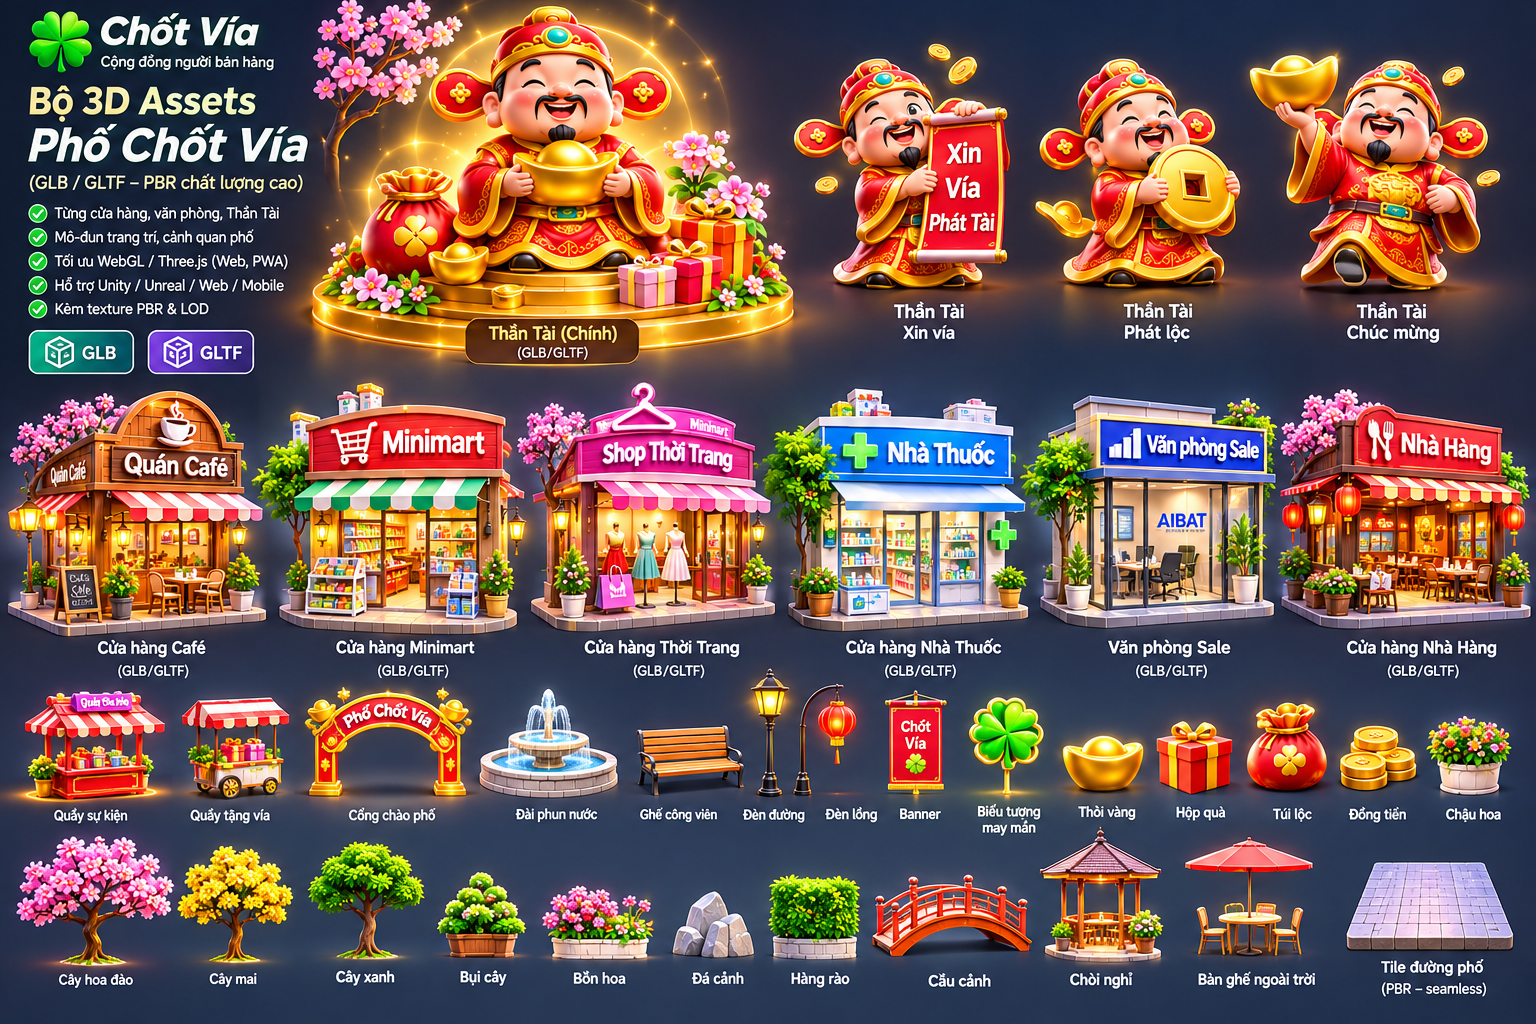 Chốt Vía
Cộng đồng người bán hàng
Bộ 3D Assets
Phố Chốt Vía
(GLB / GLTF – PBR chất lượng cao)
Từng cửa hàng, văn phòng, Thần Tài
Mô-đun trang trí, cảnh quan phố
Tối ưu WebGL / Three.js (Web, PWA)
Hỗ trợ Unity / Unreal / Web / Mobile
Kèm texture PBR & LOD
GLB
GLTF
Thần Tài (Chính)
(GLB/GLTF)
Xin
Vía
Phát Tài
Thần Tài
Xin vía
Thần Tài
Phát lộc
Thần Tài
Chúc mừng
Quán Café
Quán Café
Minimart
Minimart
Shop Thời Trang
Nhà Thuốc
Văn phòng Sale
AIBAT
Nhà Hàng
Cửa hàng Café
(GLB/GLTF)
Cửa hàng Minimart
(GLB/GLTF)
Cửa hàng Thời Trang
(GLB/GLTF)
Cửa hàng Nhà Thuốc
(GLB/GLTF)
Văn phòng Sale
(GLB/GLTF)
Cửa hàng Nhà Hàng
(GLB/GLTF)
Phố Chốt Vía
Chốt
Vía
Quầy sự kiện
Quầy tặng vía
Cổng chào phố
Đài phun nước
Ghế công viên
Đèn đường
Đèn lồng
Banner
Biểu tượng
may mắn
Thỏi vàng
Hộp quà
Túi lộc
Đồng tiền
Chậu hoa
Cây hoa đào
Cây mai
Cây xanh
Bụi cây
Bồn hoa
Đá cảnh
Hàng rào
Cầu cảnh
Chòi nghỉ
Bàn ghế ngoài trời
Tile đường phố
(PBR – seamless)